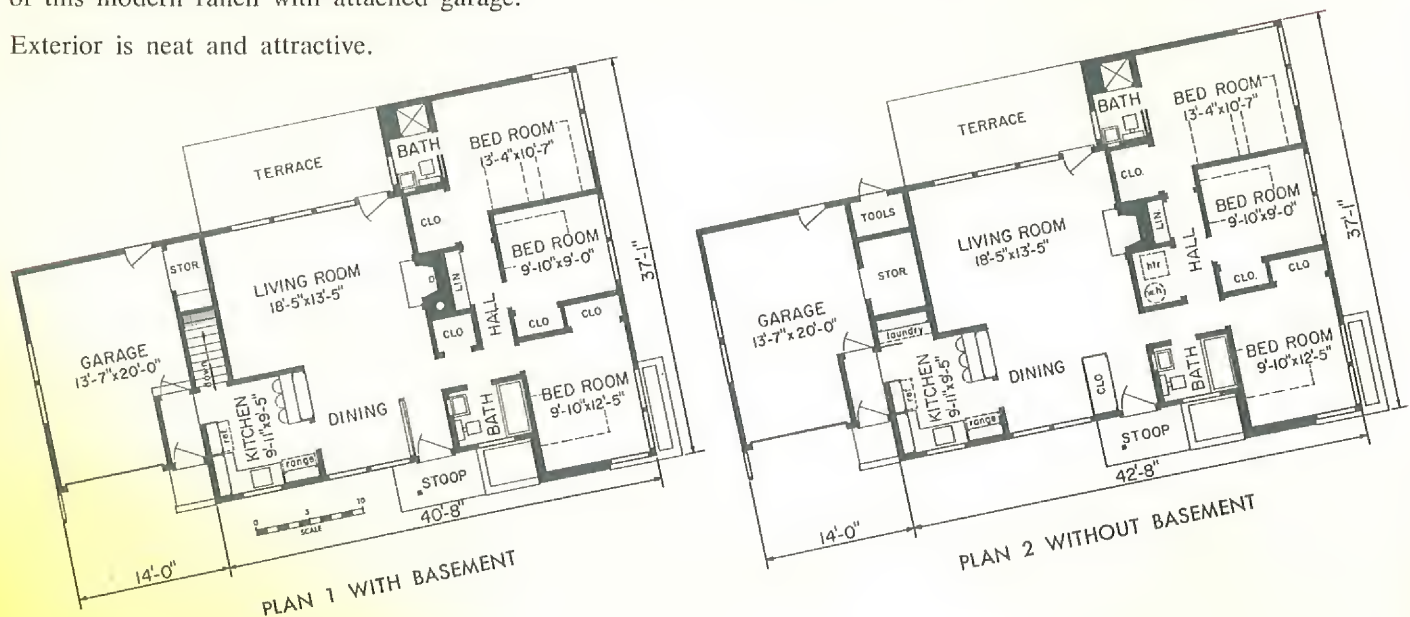 of this modern ranch with attached garage.
Exterior is neat and attractive.
TERRACE
BATH
BED ROOM
13'-4"x10'-7"
CLO
STOR.
LIVING ROOM
18'-5"x13'-5"
LIN
BED ROOM
9'-10"x9'-0"
HALL
CLO
CLO
CLO
37'-1"
GARAGE
13'-7"x20'-0"
down
KITCHEN
9'-11"x9'-5"
ref.
range
DINING
BATH
BED ROOM
9'-10"x12'-5"
STOOP
0 5 10
SCALE
40'-8"
14'-0"
PLAN 1 WITH BASEMENT
TERRACE
BATH
BED ROOM
13'-4"x10'-7"
CLO.
TOOLS
STOR.
LIVING ROOM
18'-5"x13'-5"
LIN
BED ROOM
9'-10"x9'-0"
HALL
htr
w.h
CLO.
CLO
37'-1"
GARAGE
13'-7"x20'-0"
laundry
KITCHEN
9'-11"x9'-5"
ref.
range
DINING
CLO
BATH
BED ROOM
9'-10"x12'-5"
STOOP
42'-8"
14'-0"
PLAN 2 WITHOUT BASEMENT